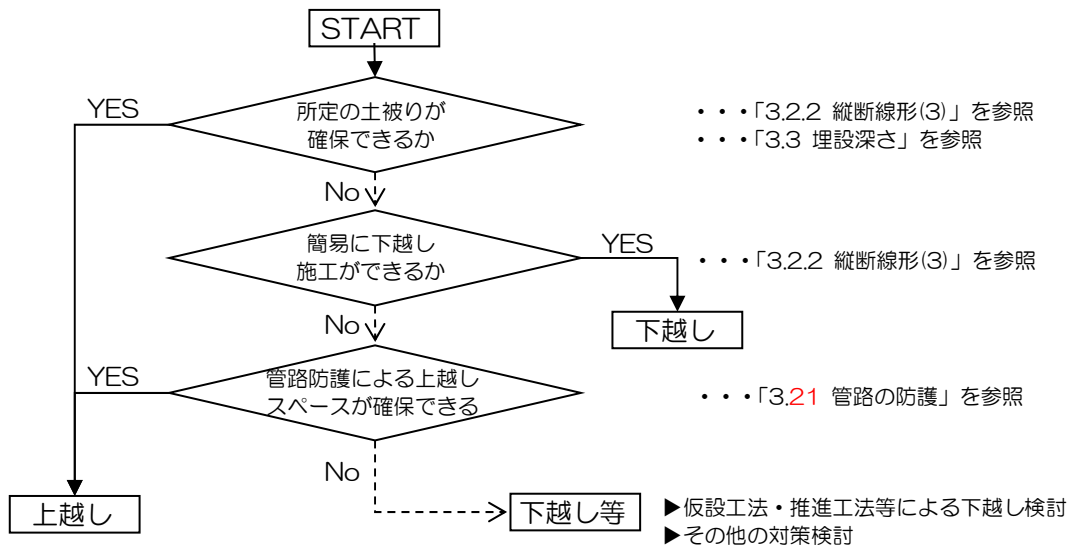 START
YES
所定の土被りが
確保できるか
・・・「3.2.2 縦断線形(3)」を参照
・・・「3.3 埋設深さ」を参照
No
簡易に下越し
施工ができるか
YES
・・・「3.2.2 縦断線形(3)」を参照
下越し
No
YES
管路防護による上越し
スペースが確保できる
・・・「3.21 管路の防護」を参照
No
上越し
下越し等
▶仮設工法・推進工法等による下越し検討
▶その他の対策検討